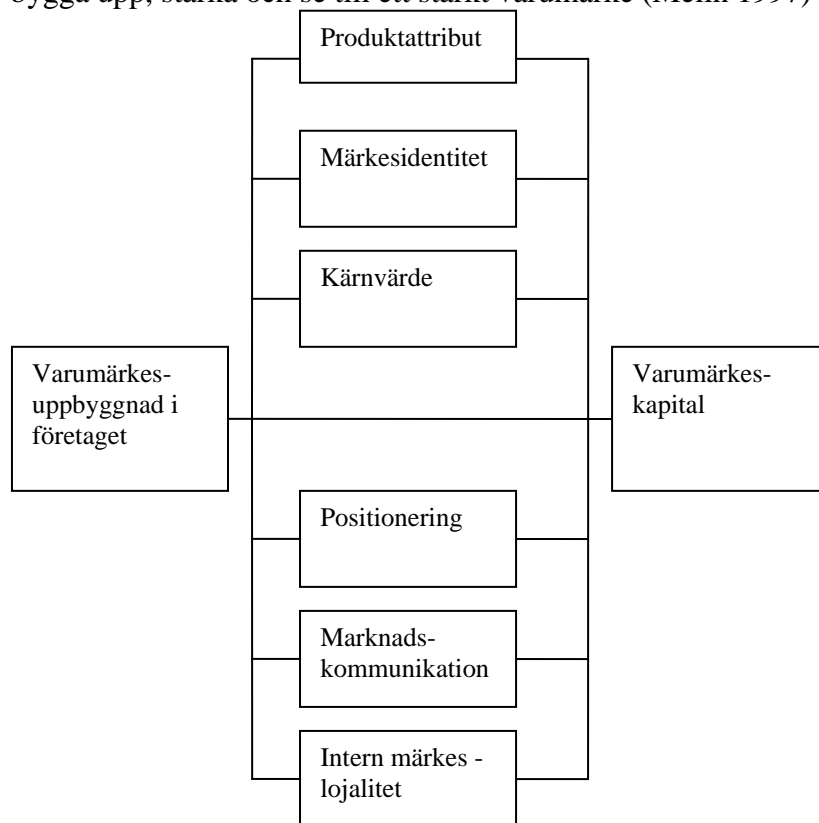 bygga upp, stärka och se till ett starkt varumärke (Melin 1997)
Produktattribut
Märkesidentitet
Kärnvärde
Varumärkes-
uppbyggnad i
företaget
Varumärkes-
kapital
Positionering
Marknads-
kommunikation
Intern märkes -
lojalitet